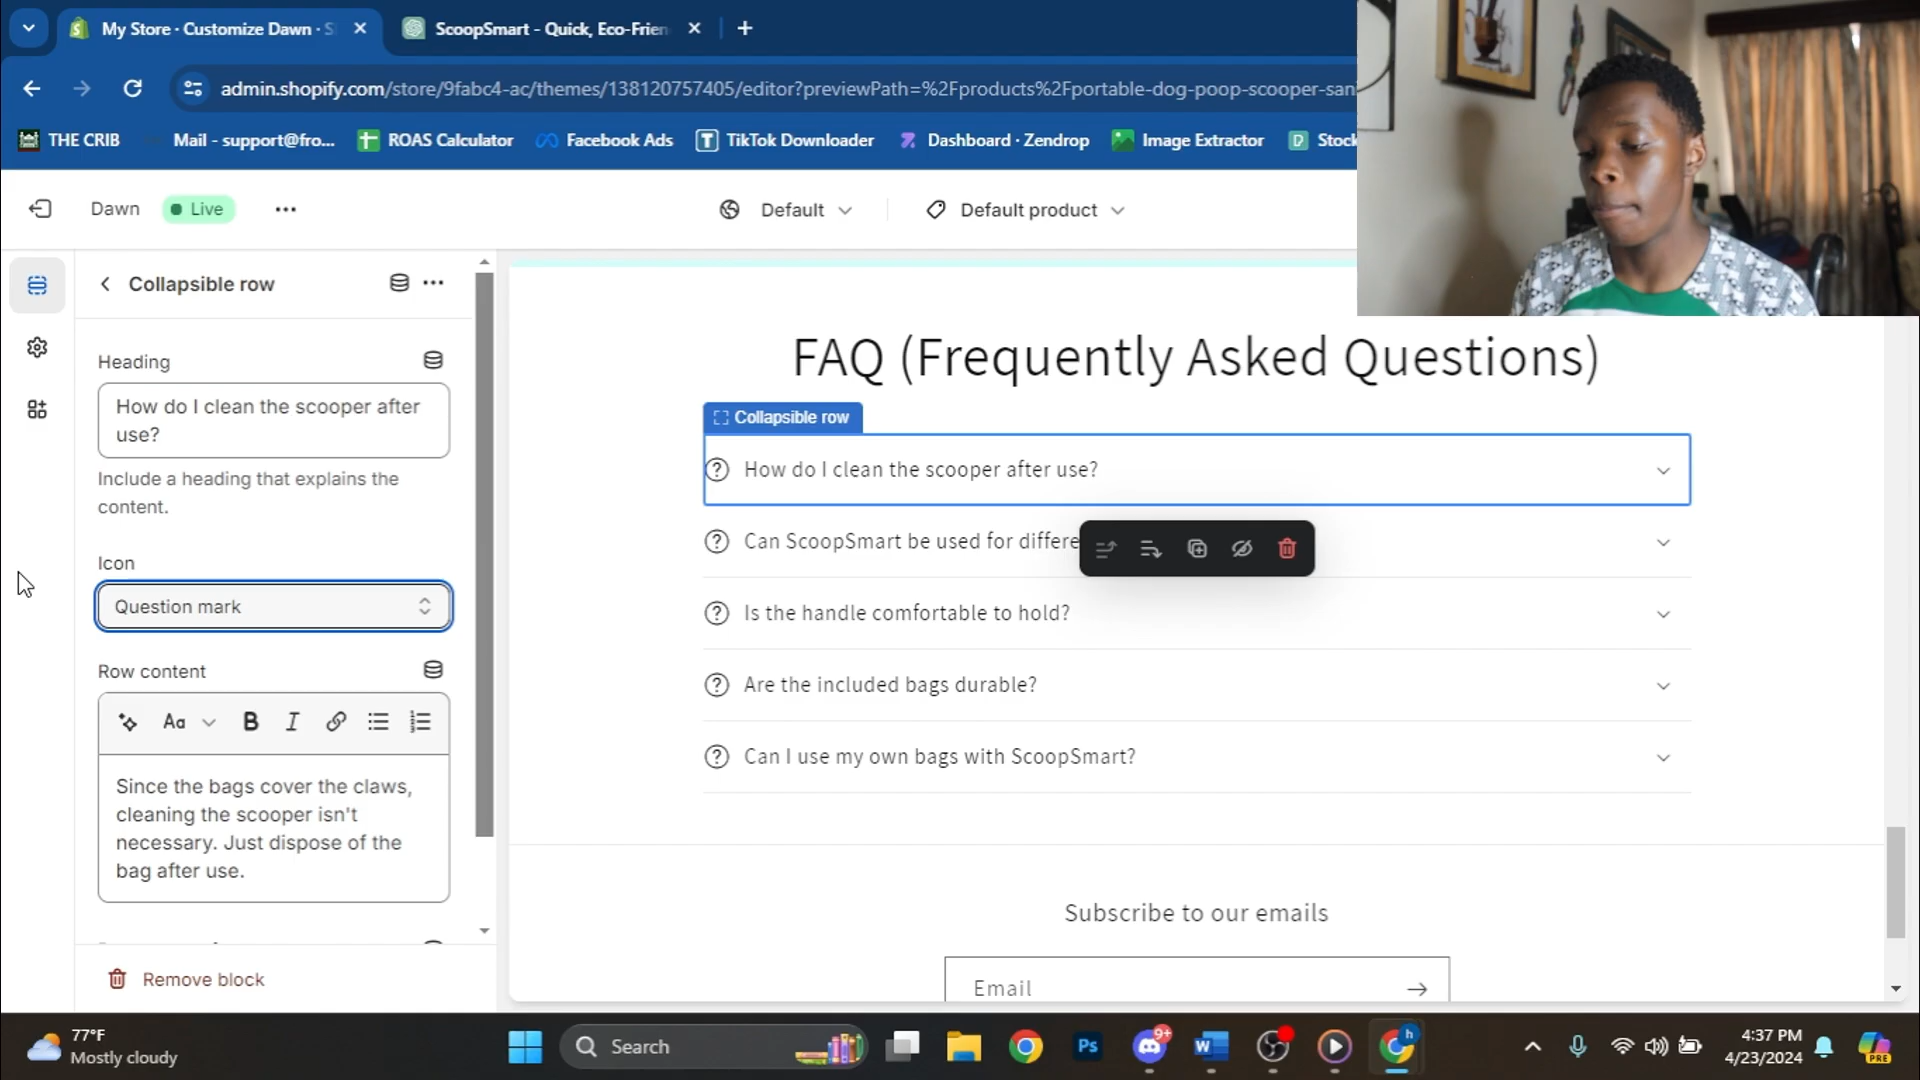 My Store · Customize Dawn · S
ScoopSmart - Quick, Eco-Frien
admin.shopify.com/store/9fabc4-ac/themes/138120757405/editor?previewPath=%2Fproducts%2Fportable-dog-poop-scooper-san
THE CRIB
Mail - support@fro...
ROAS Calculator
Facebook Ads
TikTok Downloader
Dashboard · Zendrop
Image Extractor
Stock
Dawn
Live
Default
Default product
Collapsible row
Heading
How do I clean the scooper after
use?
Include a heading that explains the
content.
Icon
Question mark
Row content
Aa
B
I
Since the bags cover the claws,
cleaning the scooper isn't
necessary. Just dispose of the
bag after use.
Remove block
FAQ (Frequently Asked Questions)
Collapsible row
How do I clean the scooper after use?
Can ScoopSmart be used for differe
Is the handle comfortable to hold?
Are the included bags durable?
Can I use my own bags with ScoopSmart?
Subscribe to our emails
Email
77°F
Mostly cloudy
Search
Ps
9+
W
h
4:37 PM
4/23/2024
PRE